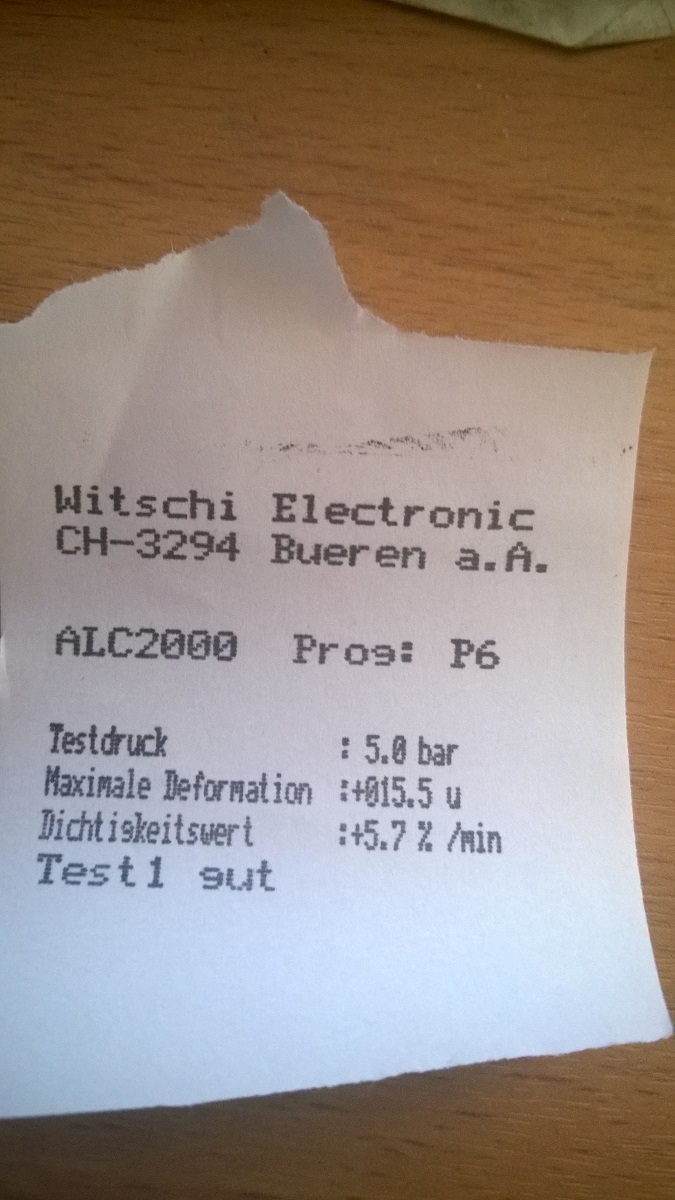 Witschi Electronic
CH-3294 Bueren a.A.
ALC2000 Prog: P6
Testdruck : 5.0 bar
Maximale Deformation :+015.5 u
Dichtigkeitswert :+5.7 % /min
Test1 gut